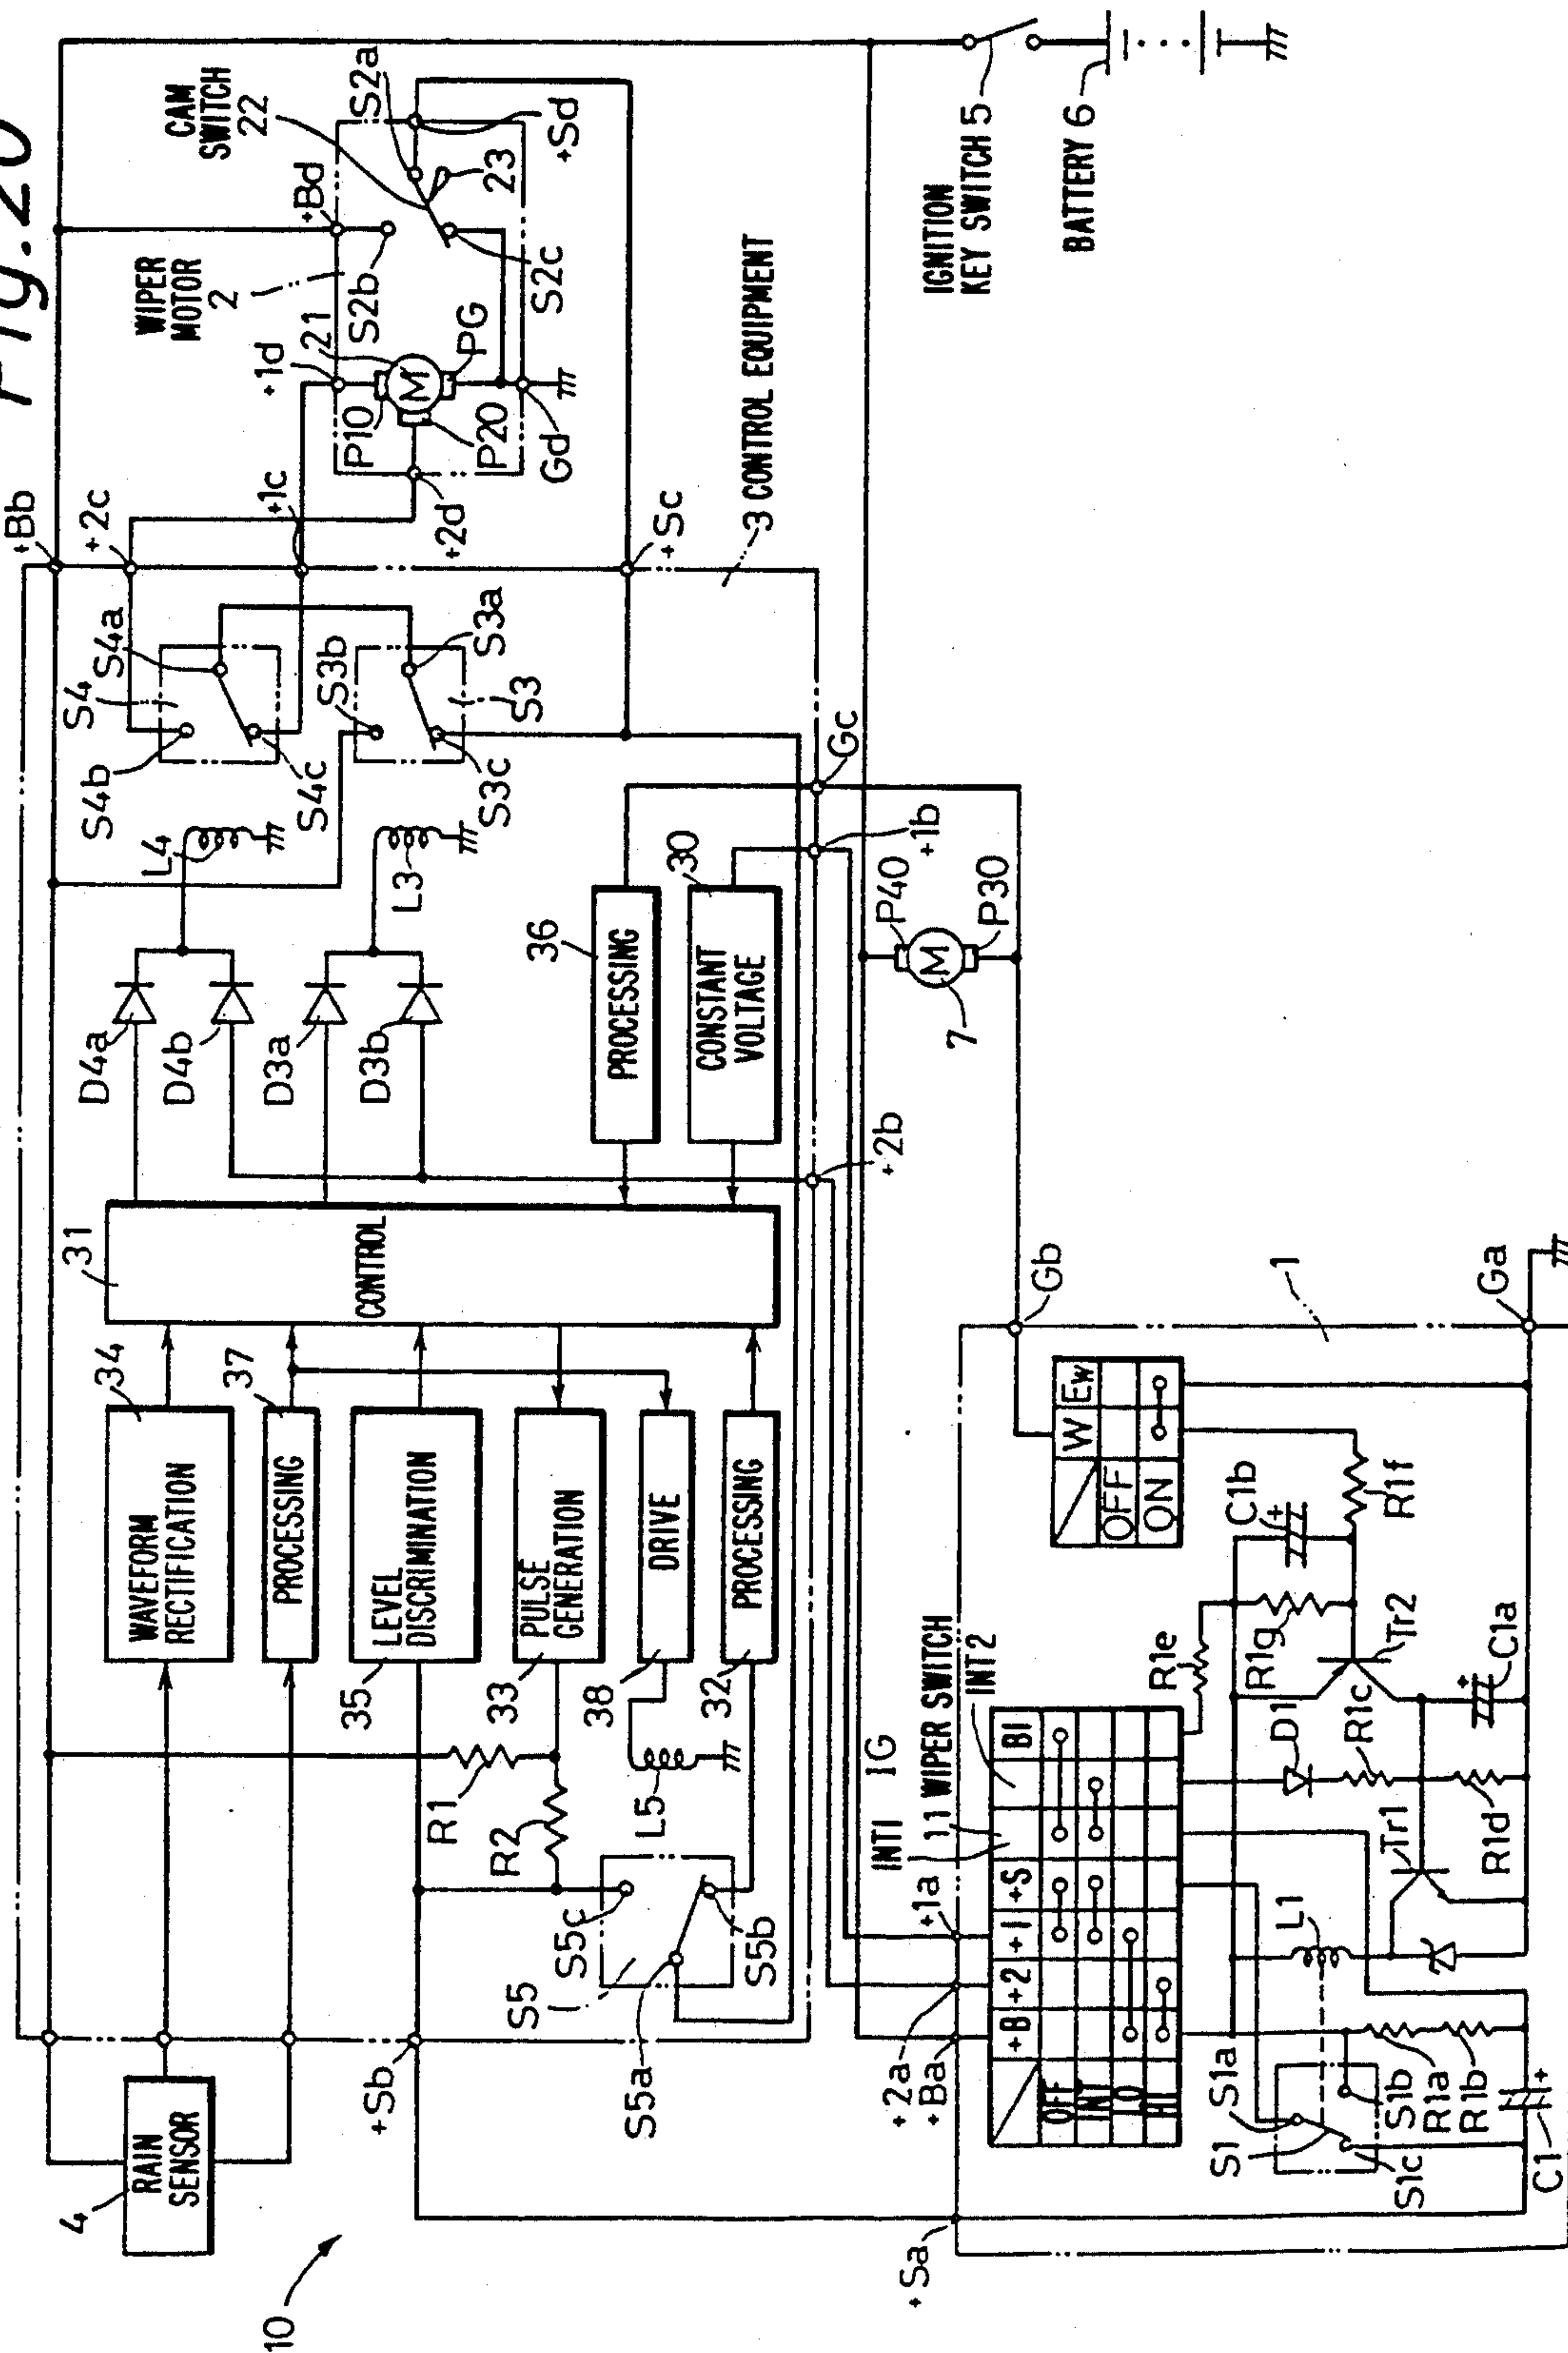 Fig.20
10
4
RAIN
SENSOR
34
WAVEFORM
RECTIFICATION
37
PROCESSING
35
LEVEL
DISCRIMINATION
33
PULSE
GENERATION
38
DRIVE
32
PROCESSING
31
CONTROL
36
PROCESSING
30
CONSTANT
VOLTAGE
R1
R2
L5
S5
S5a
S5b
S5c
+Sb
D4a
D4b
D3a
D3b
L4
L3
S4
S4a
S4b
S4c
S3
S3a
S3b
S3c
+Bb
+2c
+1c
+Sc
Gc
+1b
+2b
3 CONTROL EQUIPMENT
WIPER
MOTOR
2
+1d
21
M
P10
P20
PG
+2d
Gd
+Bd
S2b
S2c
S2a
CAM
SWITCH
22
23
+Sd
IGNITION
KEY SWITCH 5
BATTERY 6
7
M
P40
P30
+Sa
+2a
+Ba
+1a
1G
INT1
11 WIPER SWITCH
INT2
+B +2 +1 +S B1
OFF
INT
LO
HI
W Ew
OFF
ON
Gb
1
Ga
S1
S1a
S1b
S1c
R1a
R1b
C1
L1
Tr1
R1d
D1
R1c
C1a
Tr2
R1e
R1g
C1b
R1f